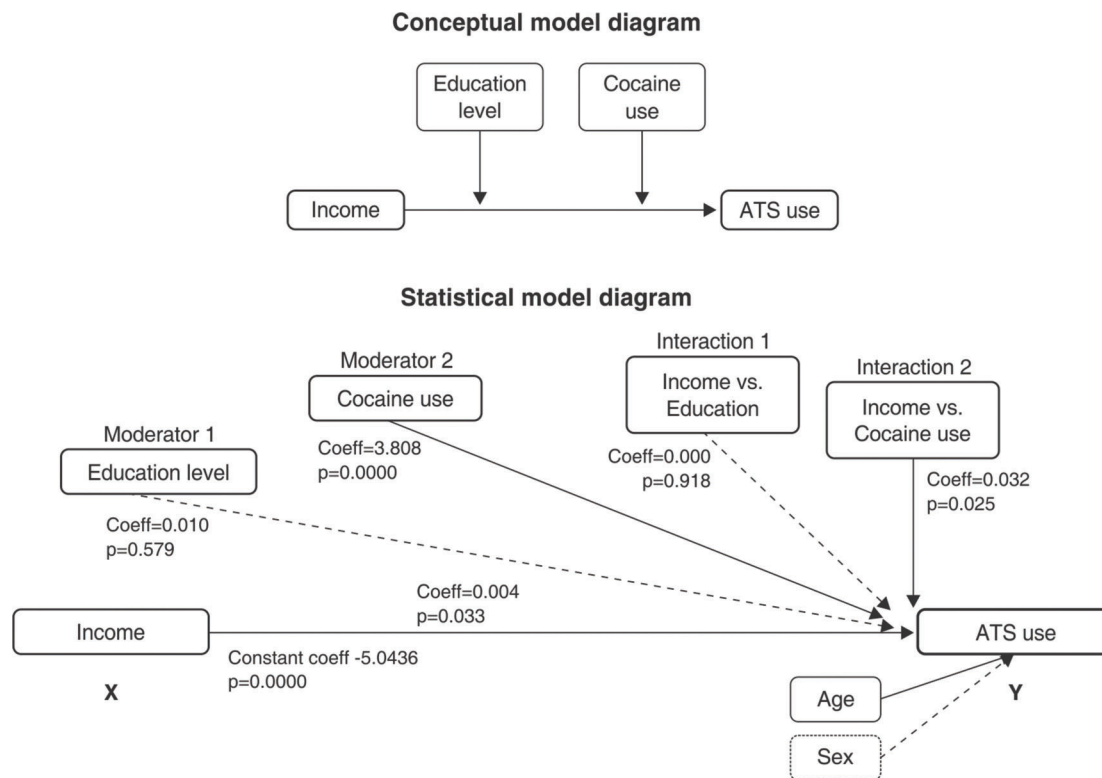 Conceptual model diagram
Education
level
Cocaine
use
Income
ATS use
Statistical model diagram
Moderator 1
Education level
Coeff=0.010
p=0.579
Moderator 2
Cocaine use
Coeff=3.808
p=0.0000
Interaction 1
Income vs.
Education
Coeff=0.000
p=0.918
Interaction 2
Income vs.
Cocaine use
Coeff=0.032
p=0.025
Income
X
Coeff=0.004
p=0.033
Constant coeff -5.0436
p=0.0000
ATS use
Y
Age
Sex